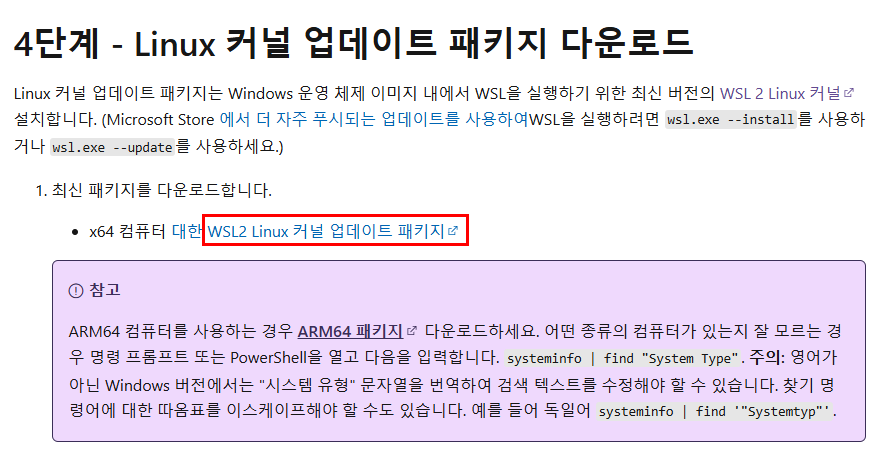 4단계 - Linux 커널 업데이트 패키지 다운로드
Linux 커널 업데이트 패키지는 Windows 운영 체제 이미지 내에서 WSL을 실행하기 위한 최신 버전의 WSL 2 Linux 커널
설치합니다. (Microsoft Store 에서 더 자주 푸시되는 업데이트를 사용하여WSL을 실행하려면 wsl.exe --install를 사용하
거나 wsl.exe --update를 사용하세요.)
1. 최신 패키지를 다운로드합니다.
• x64 컴퓨터 대한 WSL2 Linux 커널 업데이트 패키지
참고
ARM64 컴퓨터를 사용하는 경우 ARM64 패키지 다운로드하세요. 어떤 종류의 컴퓨터가 있는지 잘 모르는 경
우 명령 프롬프트 또는 PowerShell을 열고 다음을 입력합니다. systeminfo | find "System Type". 주의: 영어가
아닌 Windows 버전에서는 "시스템 유형" 문자열을 번역하여 검색 텍스트를 수정해야 할 수 있습니다. 찾기 명
령어에 대한 따옴표를 이스케이프해야 할 수도 있습니다. 예를 들어 독일어 systeminfo | find '"Systemtyp"'.